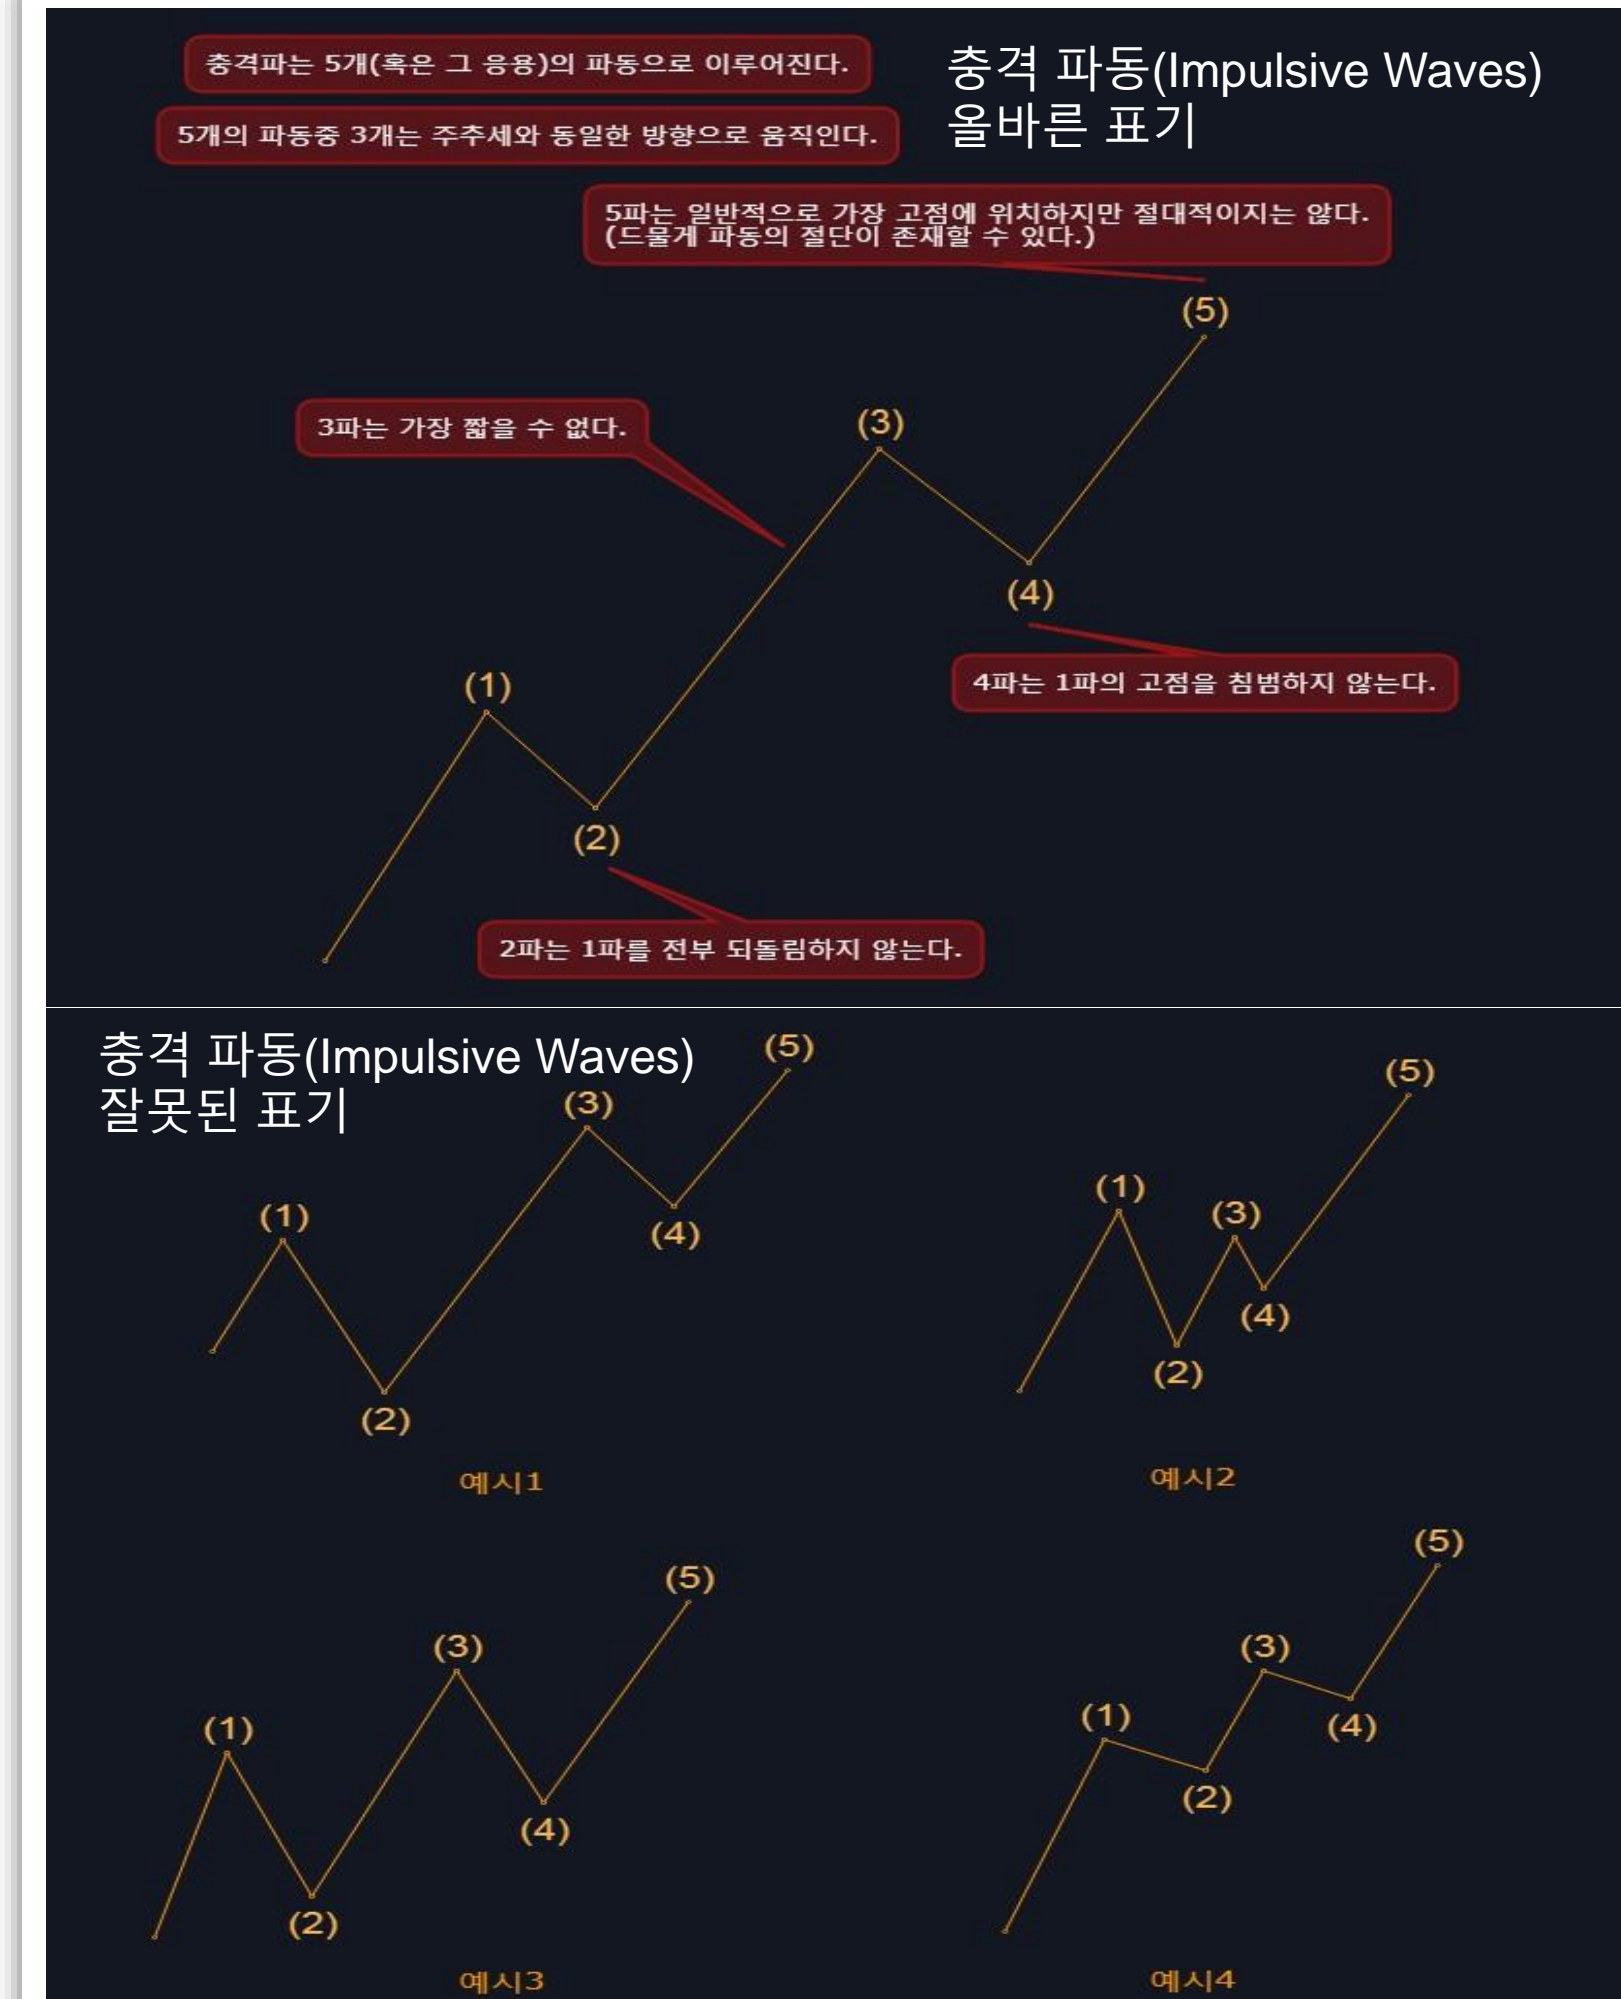 충격파는 5개(혹은 그 응용)의 파동으로 이루어진다.
충격 파동(Impulsive Waves)
올바른 표기
5개의 파동중 3개는 주추세와 동일한 방향으로 움직인다.
5파는 일반적으로 가장 고점에 위치하지만 절대적이지는 않다.
(드물게 파동의 절단이 존재할 수 있다.)
(5)
3파는 가장 짧을 수 없다.
(3)
(4)
4파는 1파의 고점을 침범하지 않는다.
(1)
(2)
2파는 1파를 전부 되돌림하지 않는다.
충격 파동(Impulsive Waves)
잘못된 표기
(5)
(3)
(1)
(4)
(2)
예시1
(5)
(1)
(3)
(4)
(2)
예시2
(5)
(3)
(1)
(4)
(2)
예시3
(5)
(3)
(1)
(4)
(2)
예시4